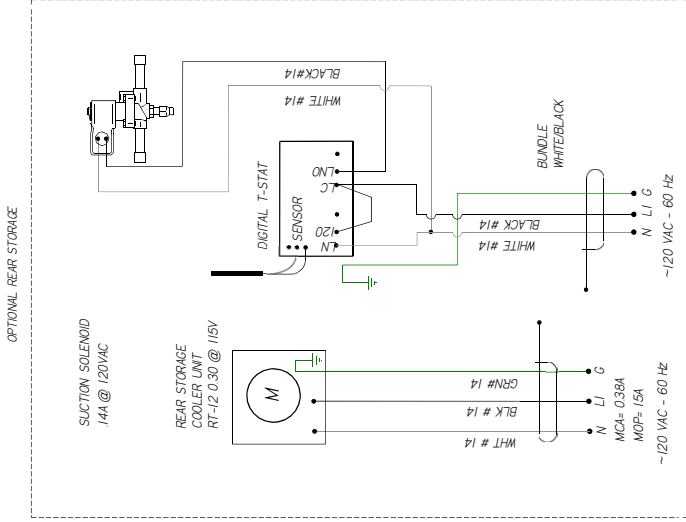 OPTIONAL REAR STORAGE
SUCTION SOLENOID
.14A @ 120VAC
BLACK#14
WHITE #14
DIGITAL T-STAT
SENSOR
LNO
LC
120
LN
BUNDLE
WHITE/BLACK
BLACK #14
WHITE #14
G
L1
N
~120 VAC - 60 Hz
REAR STORAGE
COOLER UNIT
RT-12 0.30 @ 115V
M
GRN# 14
BLK # 14
WHT # 14
G
L1
N
MCA= 0.38A
MOP= 15A
~120 VAC - 60 Hz